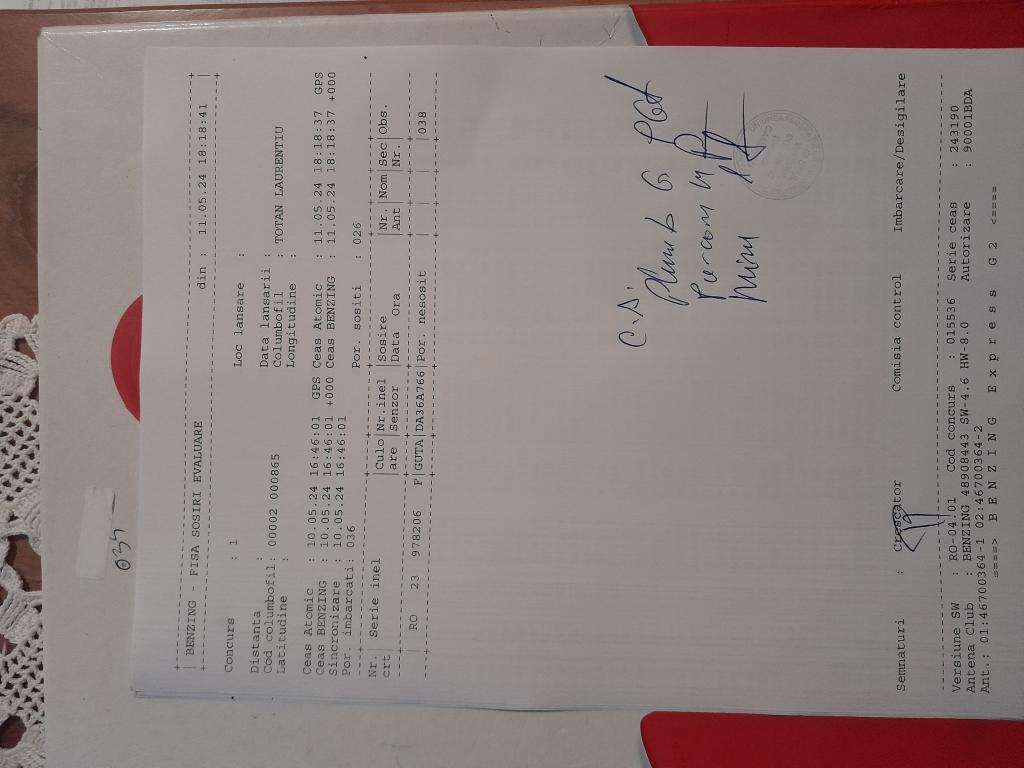 034
| BENZING - FISA SOSIRI EVALUARE din : 11.05.24 18:18:41 |
Concurs : 1 Loc lansare :
Distanta : Data lansarii :
Cod columbofil: 00002 000865 Columbofil : TOTAN LAURENTIU
Latitudine : Longitudine :
Ceas Atomic : 10.05.24 16:46:01 GPS Ceas Atomic : 11.05.24 18:18:37 GPS
Ceas BENZING : 10.05.24 16:46:01 +000 Ceas BENZING : 11.05.24 18:18:37 +000
Sincronizare : 10.05.24 16:46:01
Por. imbarcati: 036 Por. sositi : 026
Nr.| Serie inel |Culo|Nr.inel |Sosire |Nr. |Nom|Sec|Obs.
crt| |are |Senzor |Data Ora |Ant | |Nr.|
| RO 23 978206 F|GUTA|DA36A766|Por. nesosit | | | |038
C.S.
Plumb G
Semnaturi : Crescator Comisia control Imbarcare/Desigilare
Versiune SW : RO-04.01 Cod concurs : 015536 Serie ceas : 243190
Antena Club : BENZING 48908443 SW-4.6 HW-8.0 Autorizare : 90001BDA
Ant.: 01:46700364-1 02:46700364-2
====> B E N Z I N G E x p r e s s G 2 <====